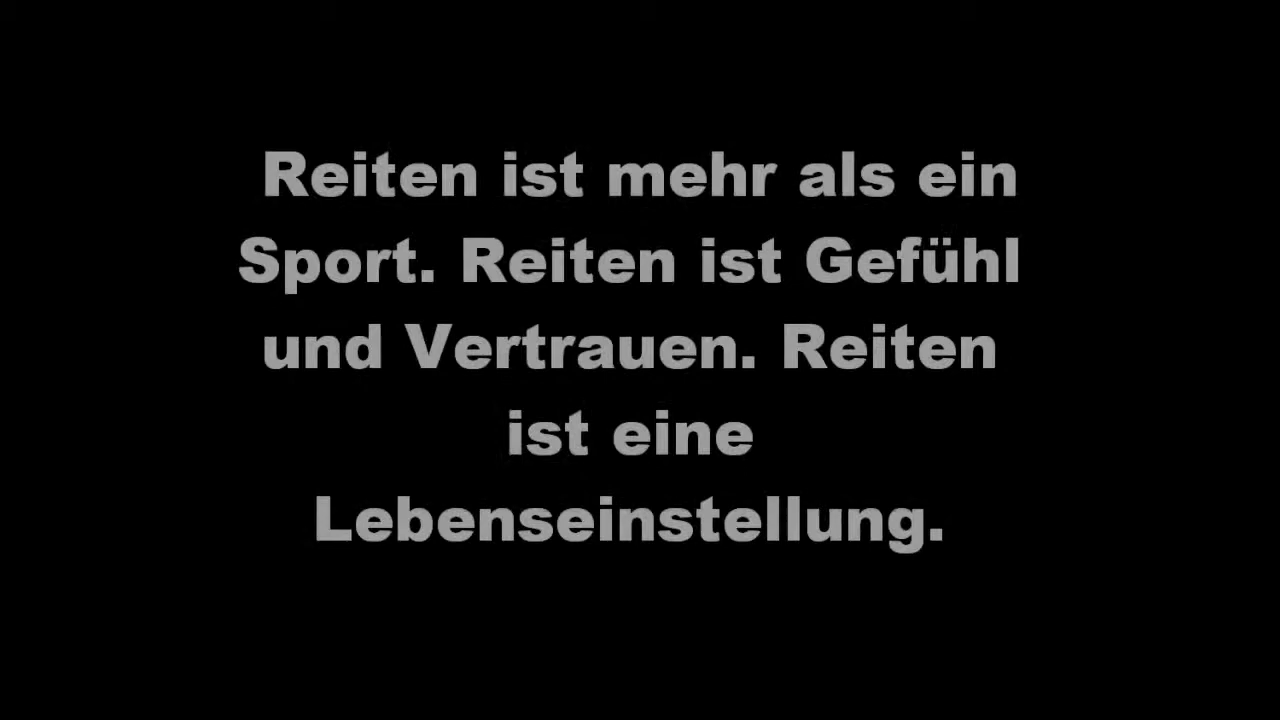 Reiten ist mehr als ein
Sport. Reiten ist Gefühl
und Vertrauen. Reiten
ist eine
Lebenseinstellung.